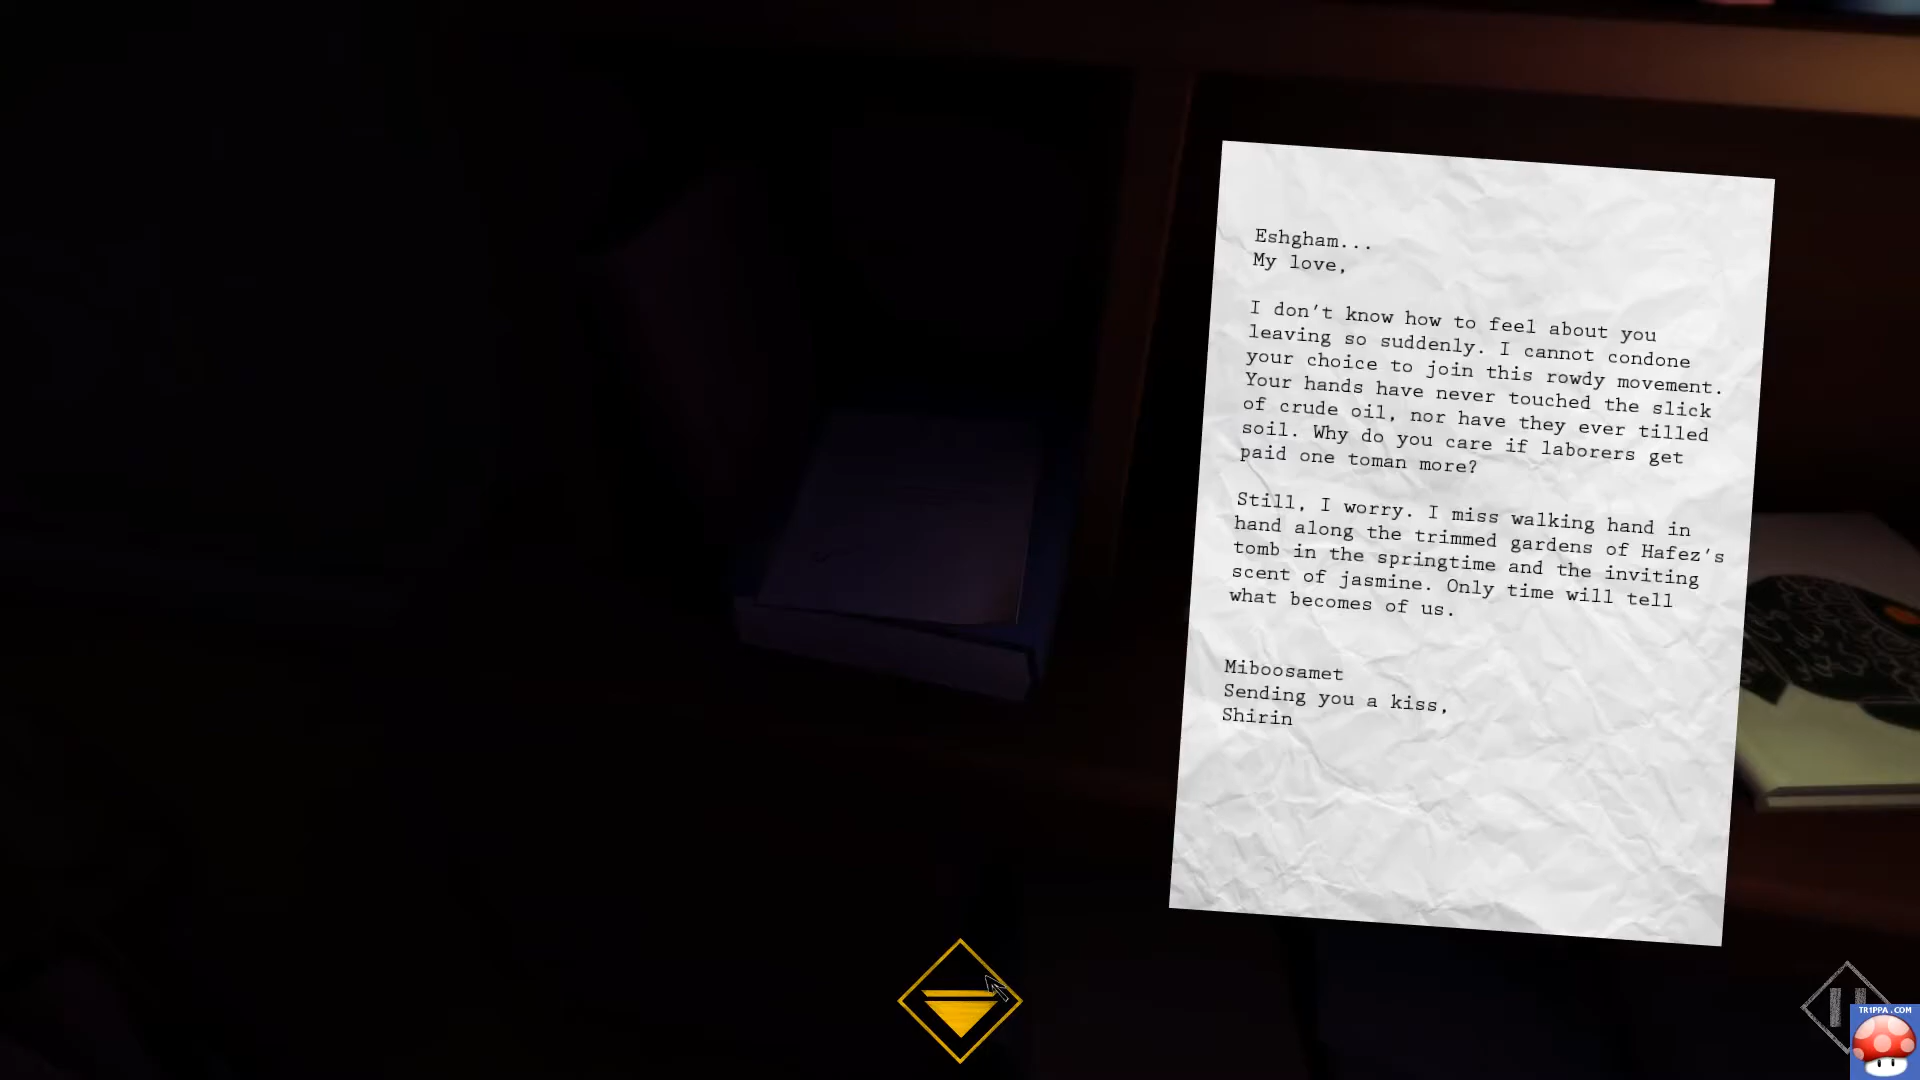 Eshgham...
My love,
I don't know how to feel about you
leaving so suddenly. I cannot condone
your choice to join this rowdy movement.
Your hands have never touched the slick
of crude oil, nor have they ever tilled
soil. Why do you care if laborers get
paid one toman more?
Still, I worry. I miss walking hand in
hand along the trimmed gardens of Hafez's
tomb in the springtime and the inviting
scent of jasmine. Only time will tell
what becomes of us.
Miboosamet
Sending you a kiss,
Shirin
TR1PPA.COM